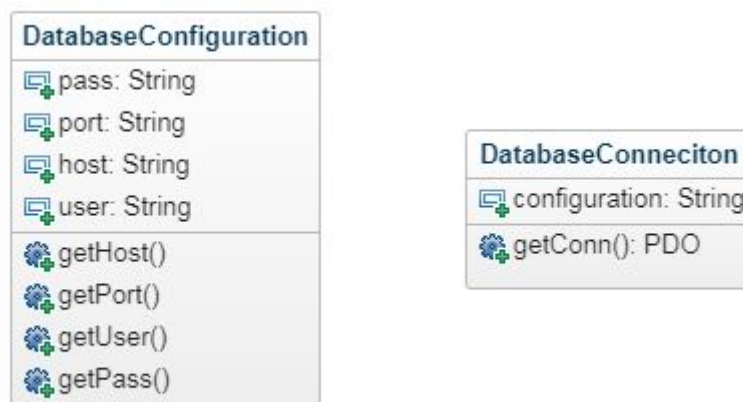 DatabaseConfiguration
pass: String
port: String
host: String
user: String
getHost()
getPort()
getUser()
getPass()
DatabaseConneciton
configuration: String
getConn(): PDO